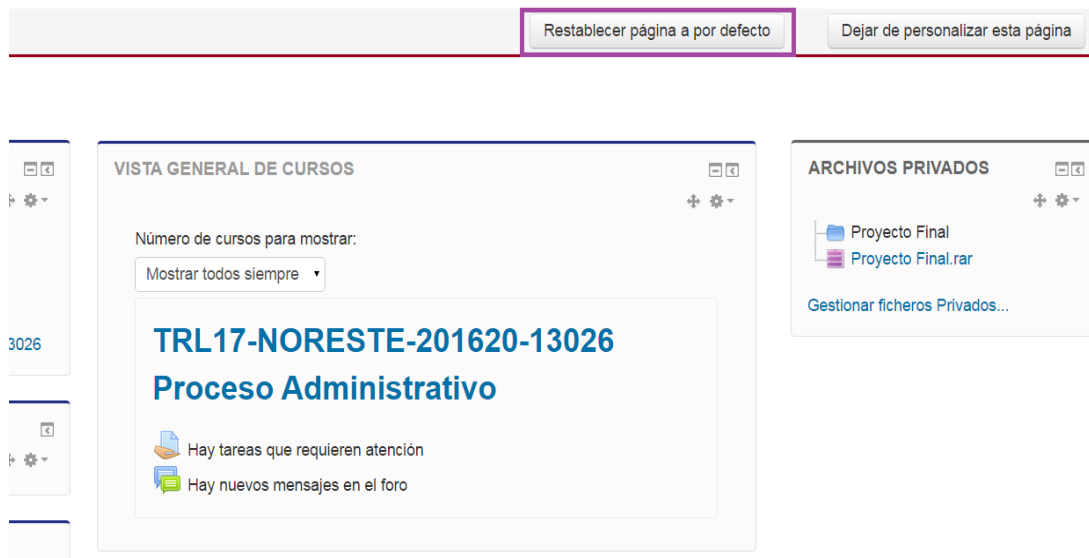 Restablecer página a por defecto
Dejar de personalizar esta página
3026
VISTA GENERAL DE CURSOS
Número de cursos para mostrar:
Mostrar todos siempre
TRL17-NORESTE-201620-13026
Proceso Administrativo
Hay tareas que requieren atención
Hay nuevos mensajes en el foro
ARCHIVOS PRIVADOS
Proyecto Final
Proyecto Final.rar
Gestionar ficheros Privados...